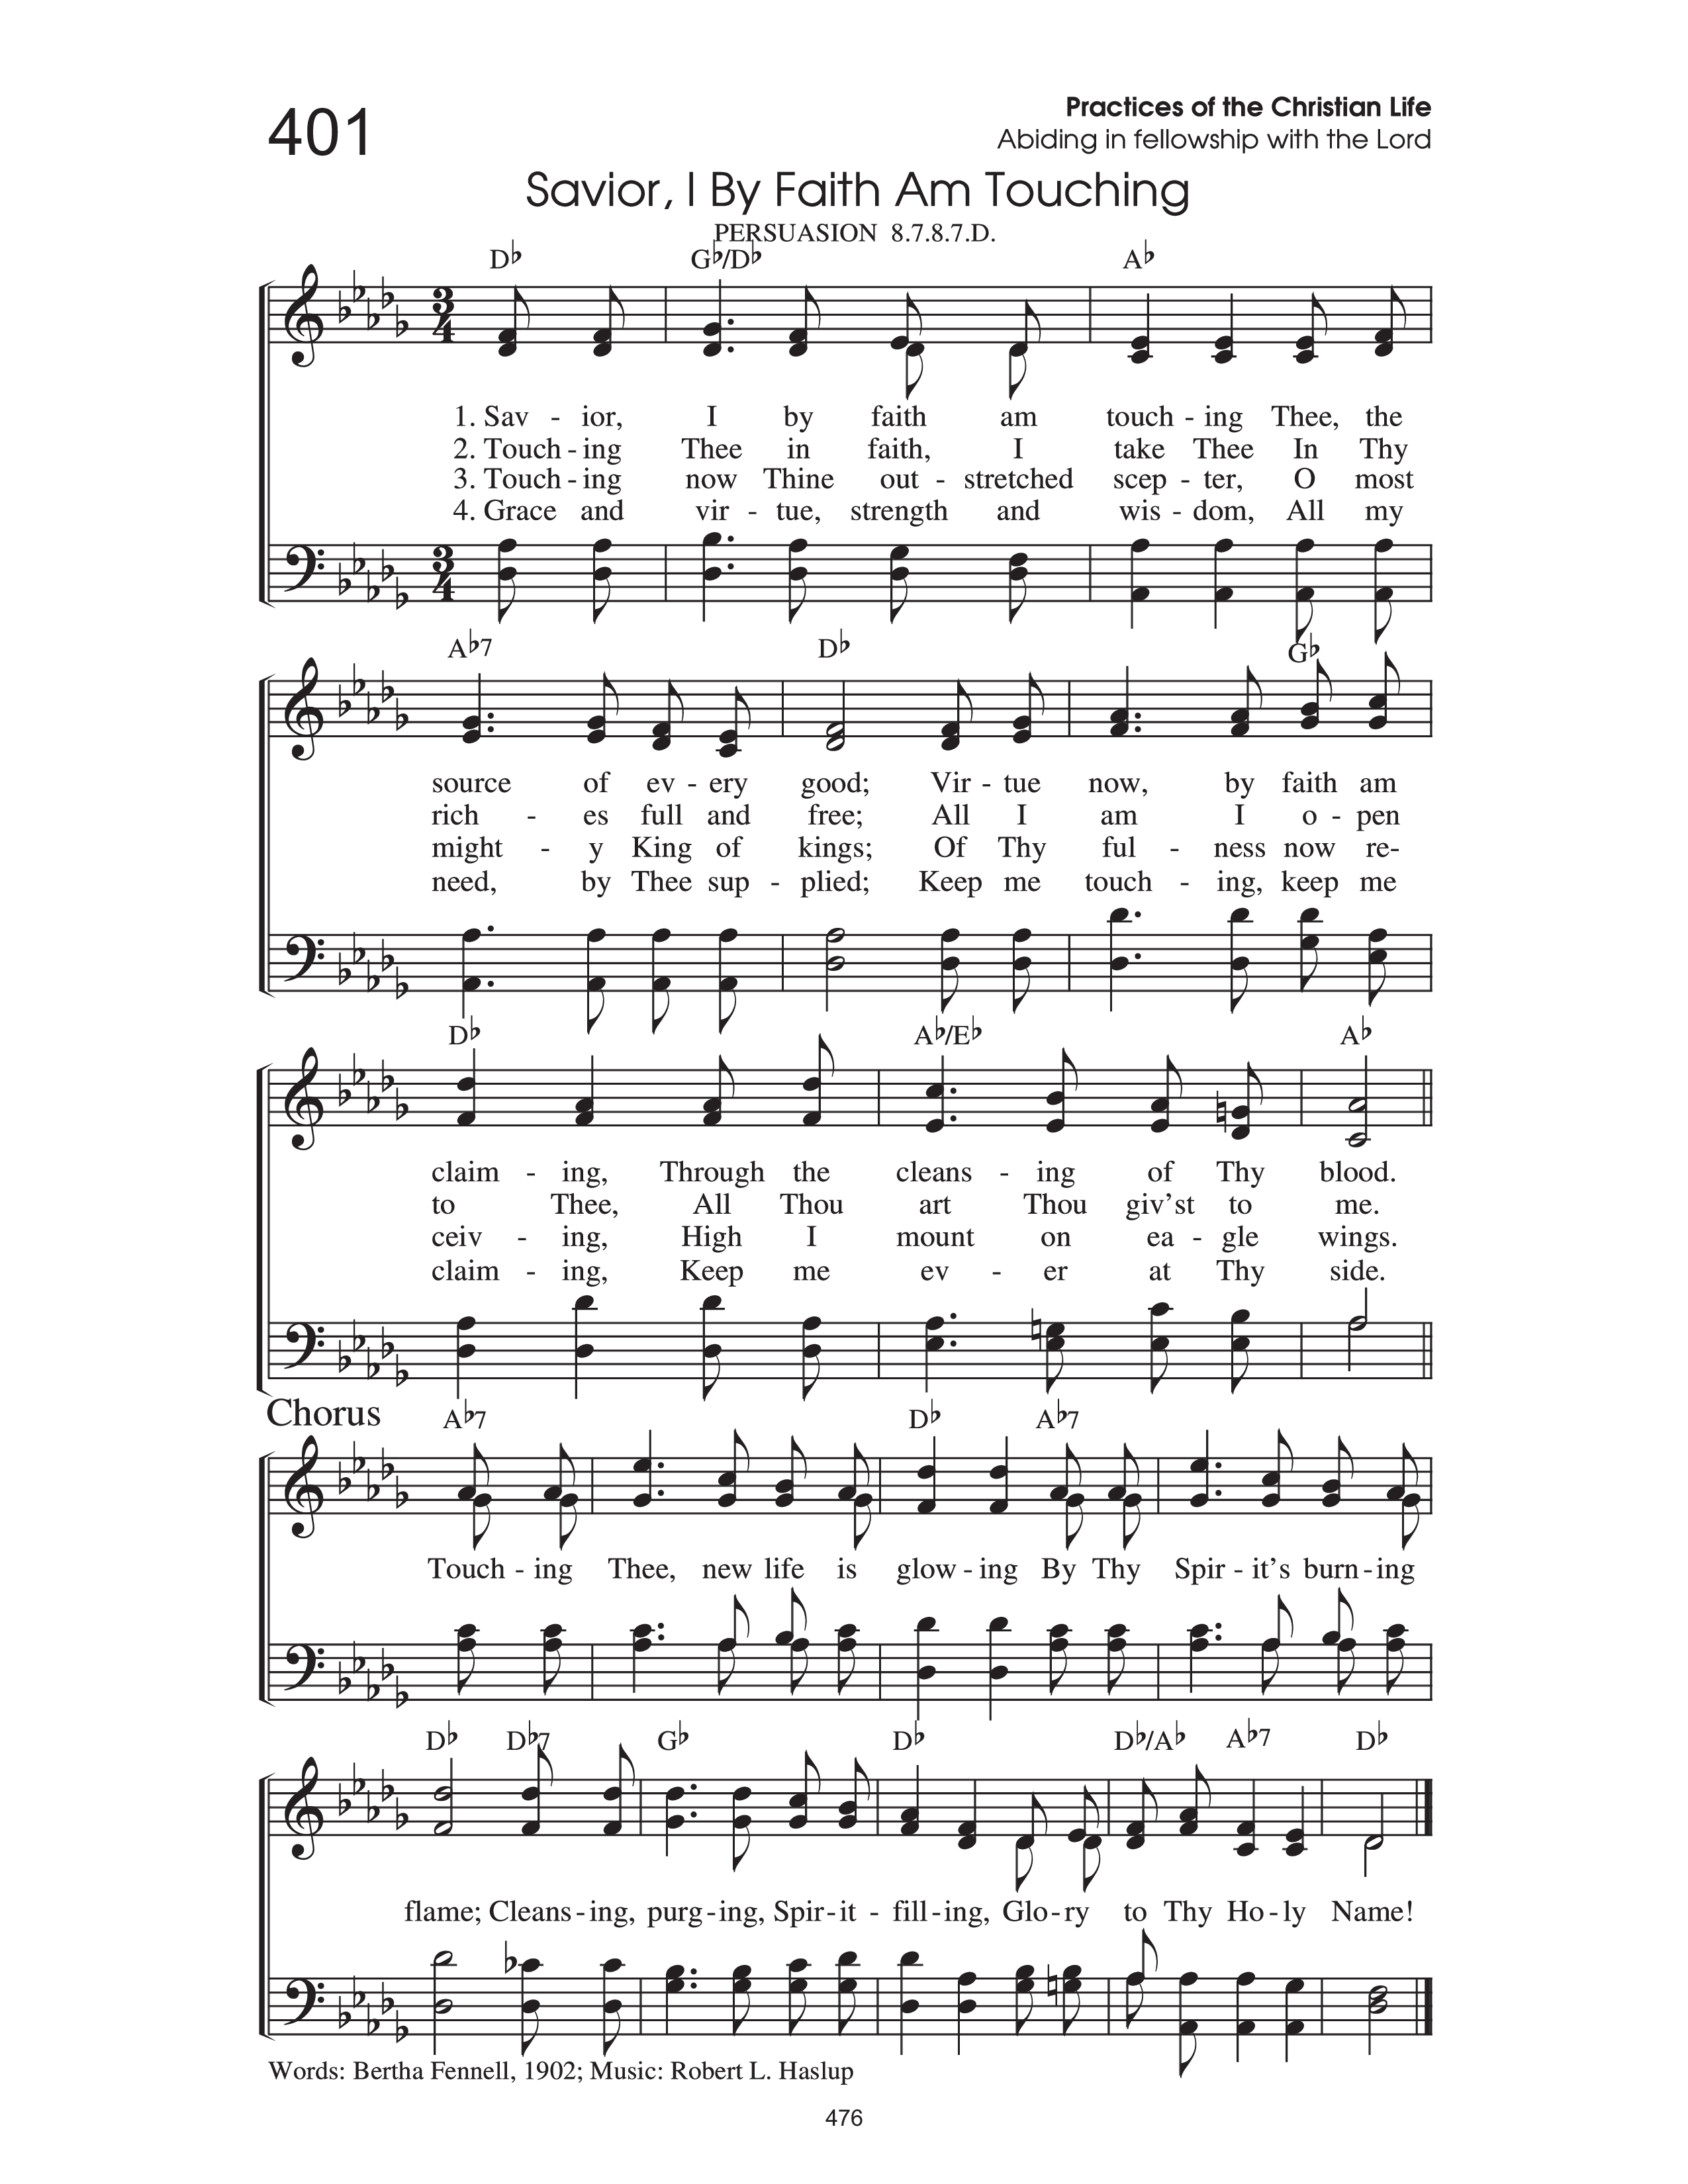 401
Practices of the Christian Life
Abiding in fellowship with the Lord
Savior, I By Faith Am Touching
PERSUASION 8.7.8.7.D.
D♭ G♭/D♭ A♭
1. Sav - ior, I by faith am touch - ing Thee, the
2. Touch - ing Thee in faith, I take Thee In Thy
3. Touch - ing now Thine out - stretched scep - ter, O most
4. Grace and vir - tue, strength and wis - dom, All my
A♭7 D♭ G♭
source of ev - ery good; Vir - tue now, by faith am
rich - es full and free; All I am I o - pen
might - y King of kings; Of Thy ful - ness now re-
need, by Thee sup - plied; Keep me touch - ing, keep me
D♭ A♭/E♭ A♭
claim - ing, Through the cleans - ing of Thy blood.
to Thee, All Thou art Thou giv’st to me.
ceiv - ing, High I mount on ea - gle wings.
claim - ing, Keep me ev - er at Thy side.
Chorus A♭7 D♭ A♭7
Touch - ing Thee, new life is glow - ing By Thy Spir - it’s burn - ing
D♭ D♭7 G♭ D♭ D♭/A♭ A♭7 D♭
flame; Cleans - ing, purg - ing, Spir - it - fill - ing, Glo - ry to Thy Ho - ly Name!
Words: Bertha Fennell, 1902; Music: Robert L. Haslup
476